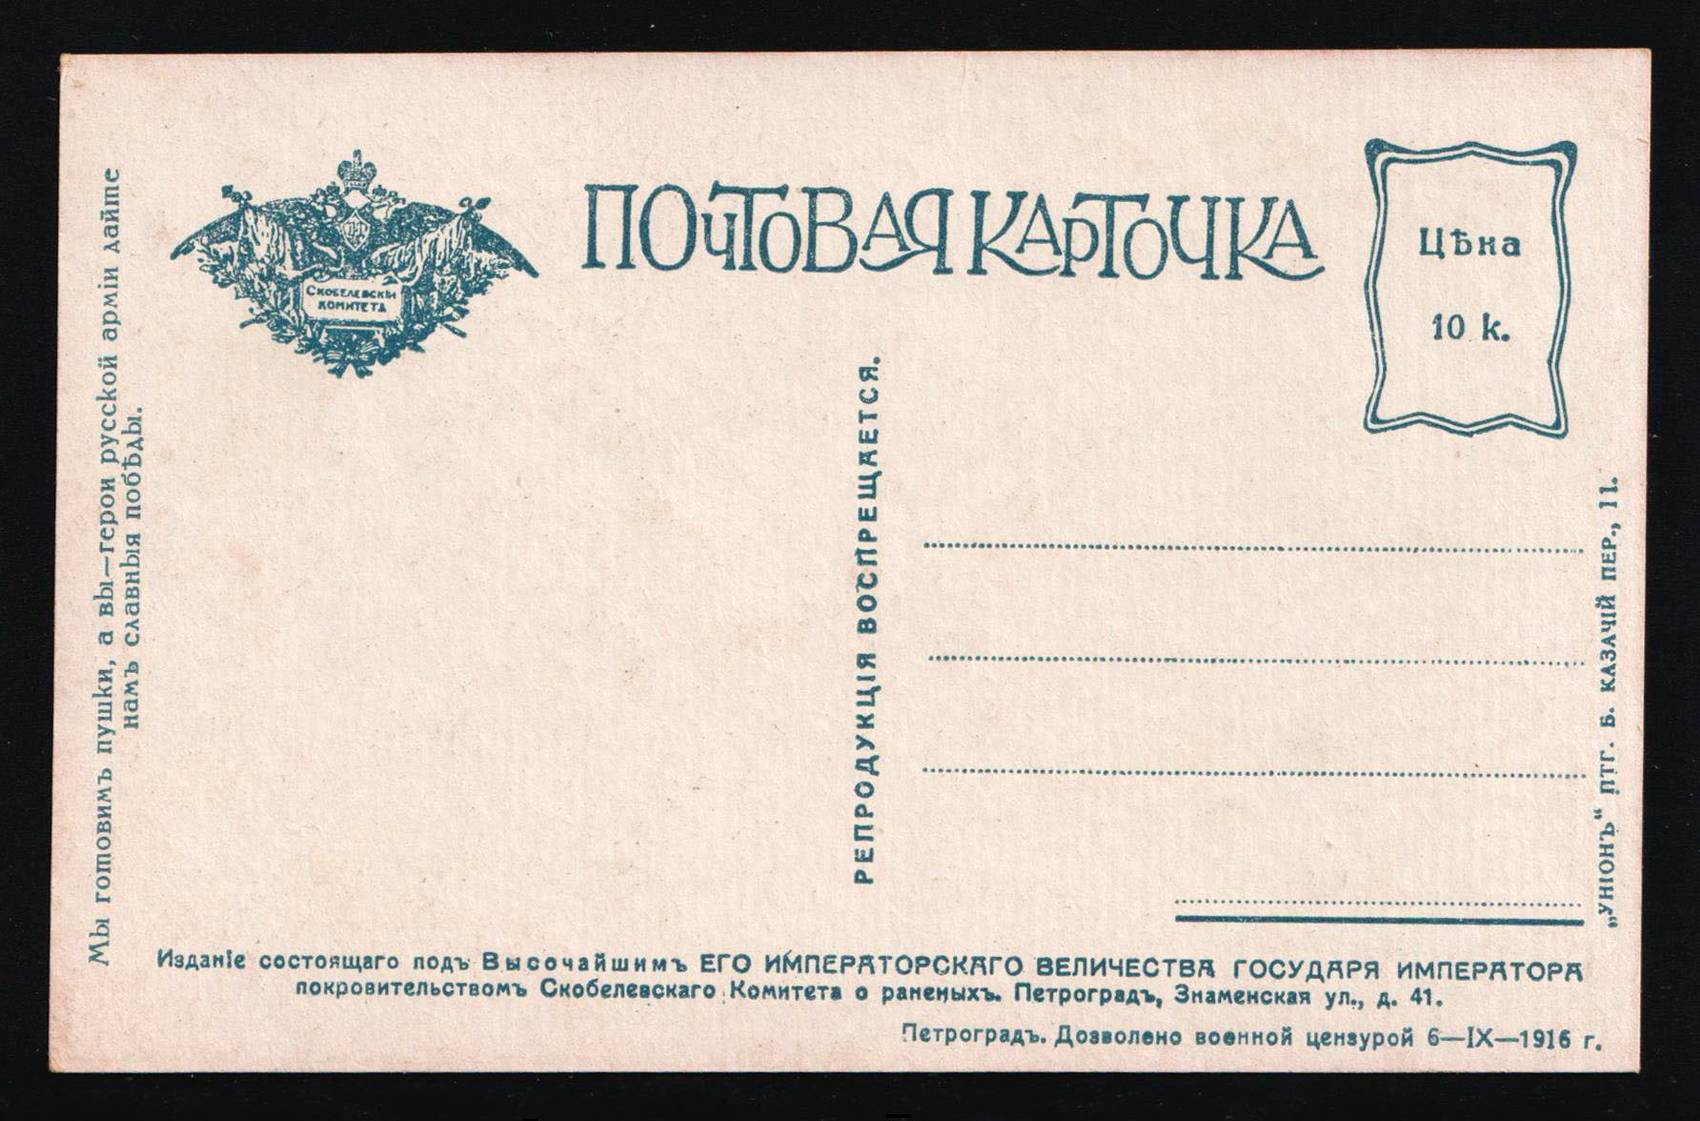 Мы готовимъ пушки, а вы—герои русской арміи дайте
намъ славныя побѣды.
Скобелевскій
комитета
ПОЧТОВАЯ КАРТОЧКА
Цѣна
10 к.
РЕПРОДУКЦІЯ ВОСПРЕЩАЕТСЯ.
„УНІОНЪ“ ПТГ. Б. КАЗАЧІЙ ПЕР., 11.
Изданіе состоящаго подъ Высочайшимъ ЕГО ИМПЕРАТОРСКАГО ВЕЛИЧЕСТВА ГОСУДАРЯ ИМПЕРАТОРА
покровительствомъ Скобелевскаго Комитета о раненыхъ. Петроградъ, Знаменская ул., д. 41.
Петроградъ. Дозволено военной цензурой 6—IX—1916 г.